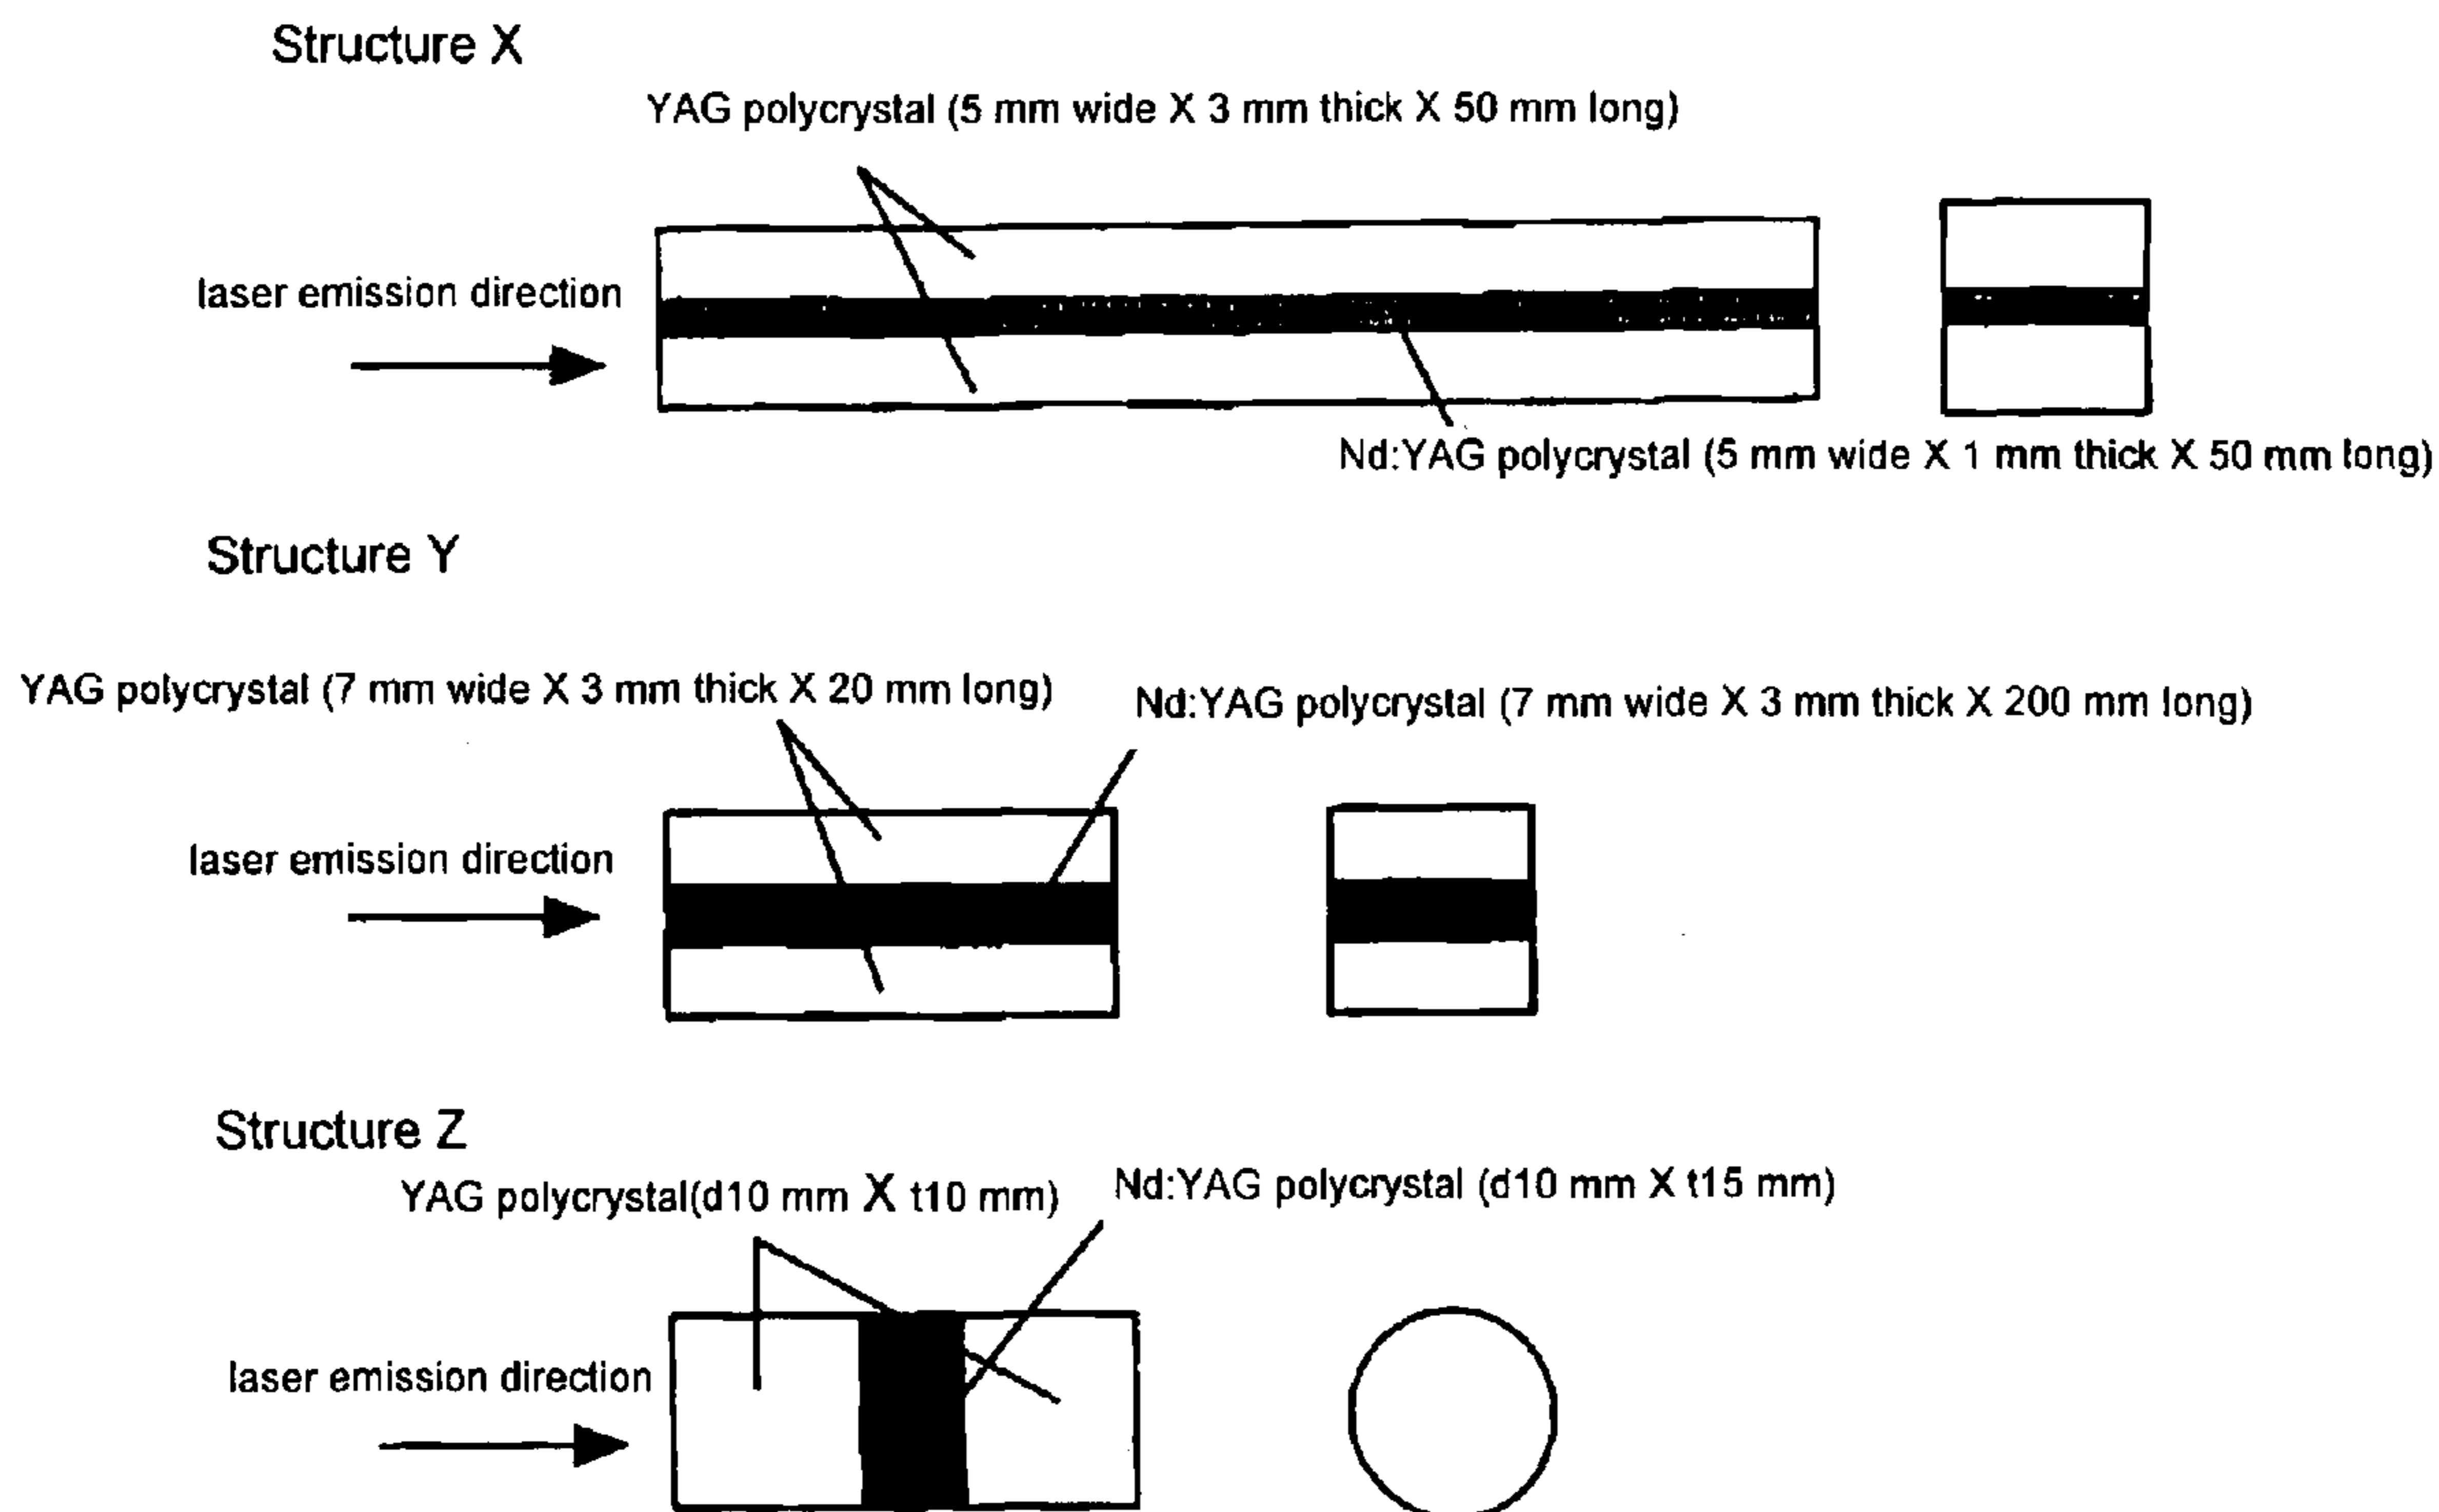 Structure X
YAG polycrystal (5 mm wide X 3 mm thick X 50 mm long)
laser emission direction
Nd:YAG polycrystal (5 mm wide X 1 mm thick X 50 mm long)
Structure Y
YAG polycrystal (7 mm wide X 3 mm thick X 20 mm long)
Nd:YAG polycrystal (7 mm wide X 3 mm thick X 200 mm long)
laser emission direction
Structure Z
YAG polycrystal(d10 mm X t10 mm)
Nd:YAG polycrystal (d10 mm X t15 mm)
laser emission direction